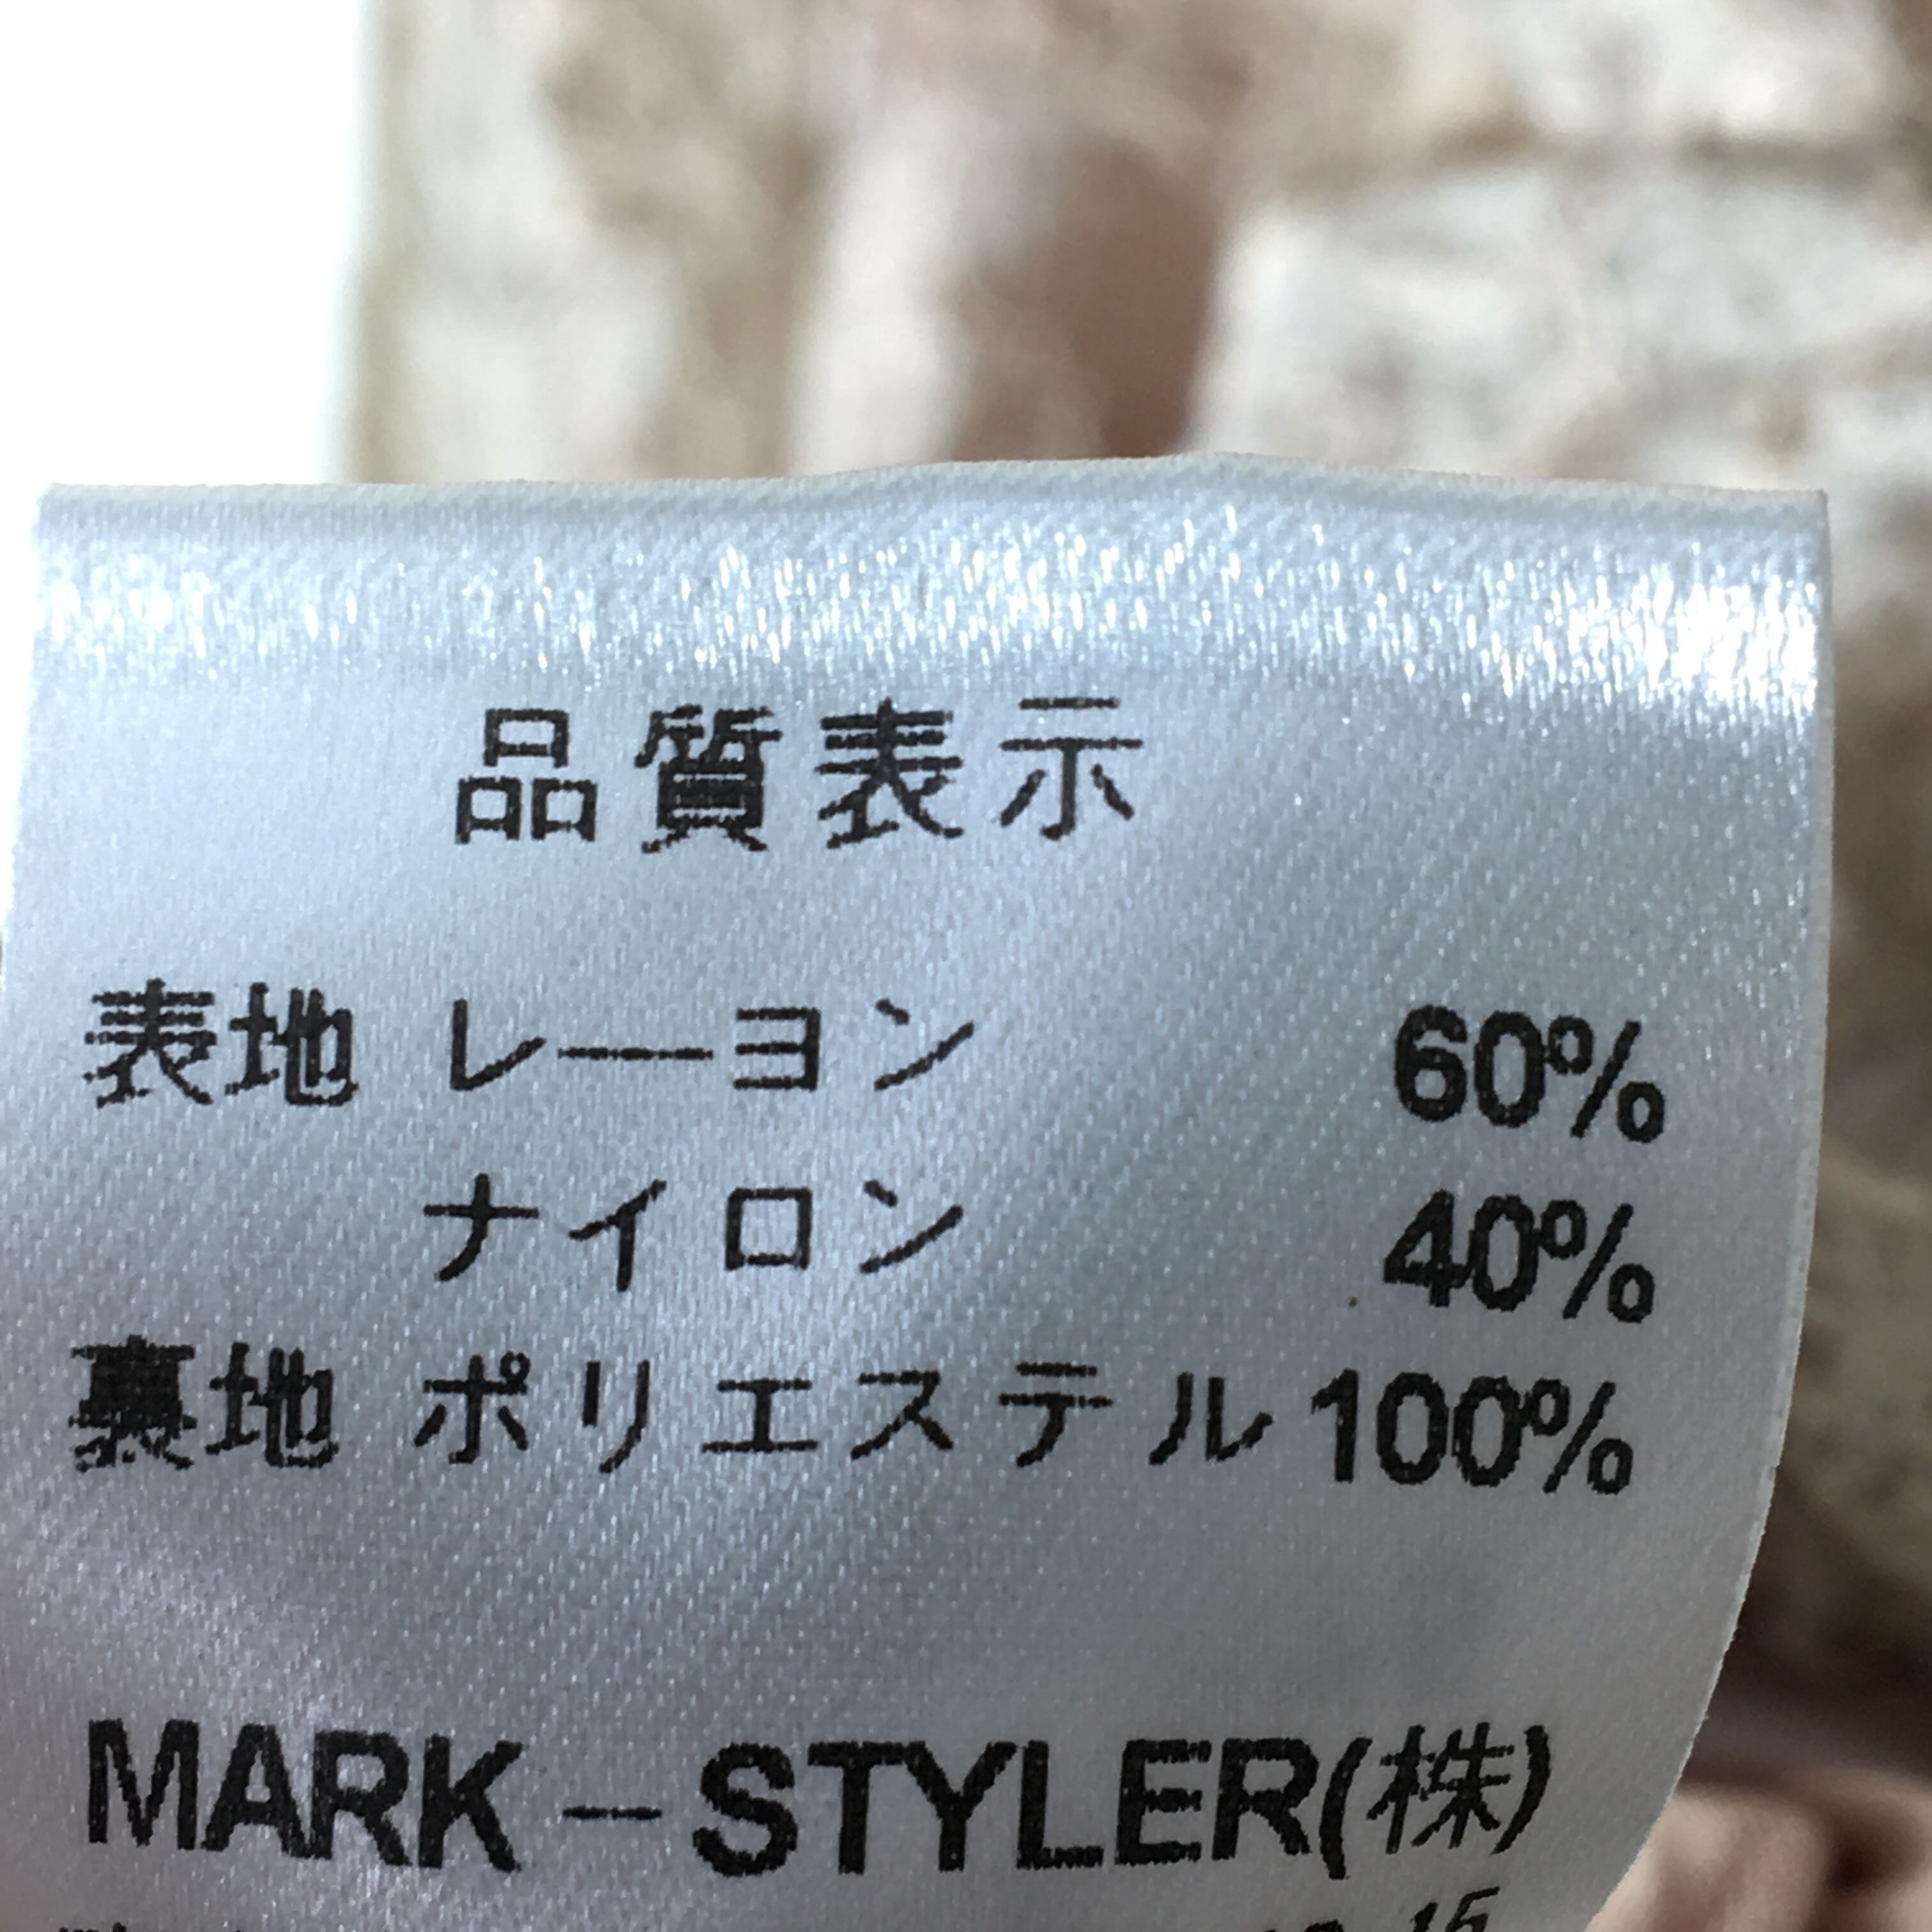 品質表示
表地 レーヨン 60%
ナイロン 40%
裏地 ポリエステル 100%
MARK-STYLER(株)